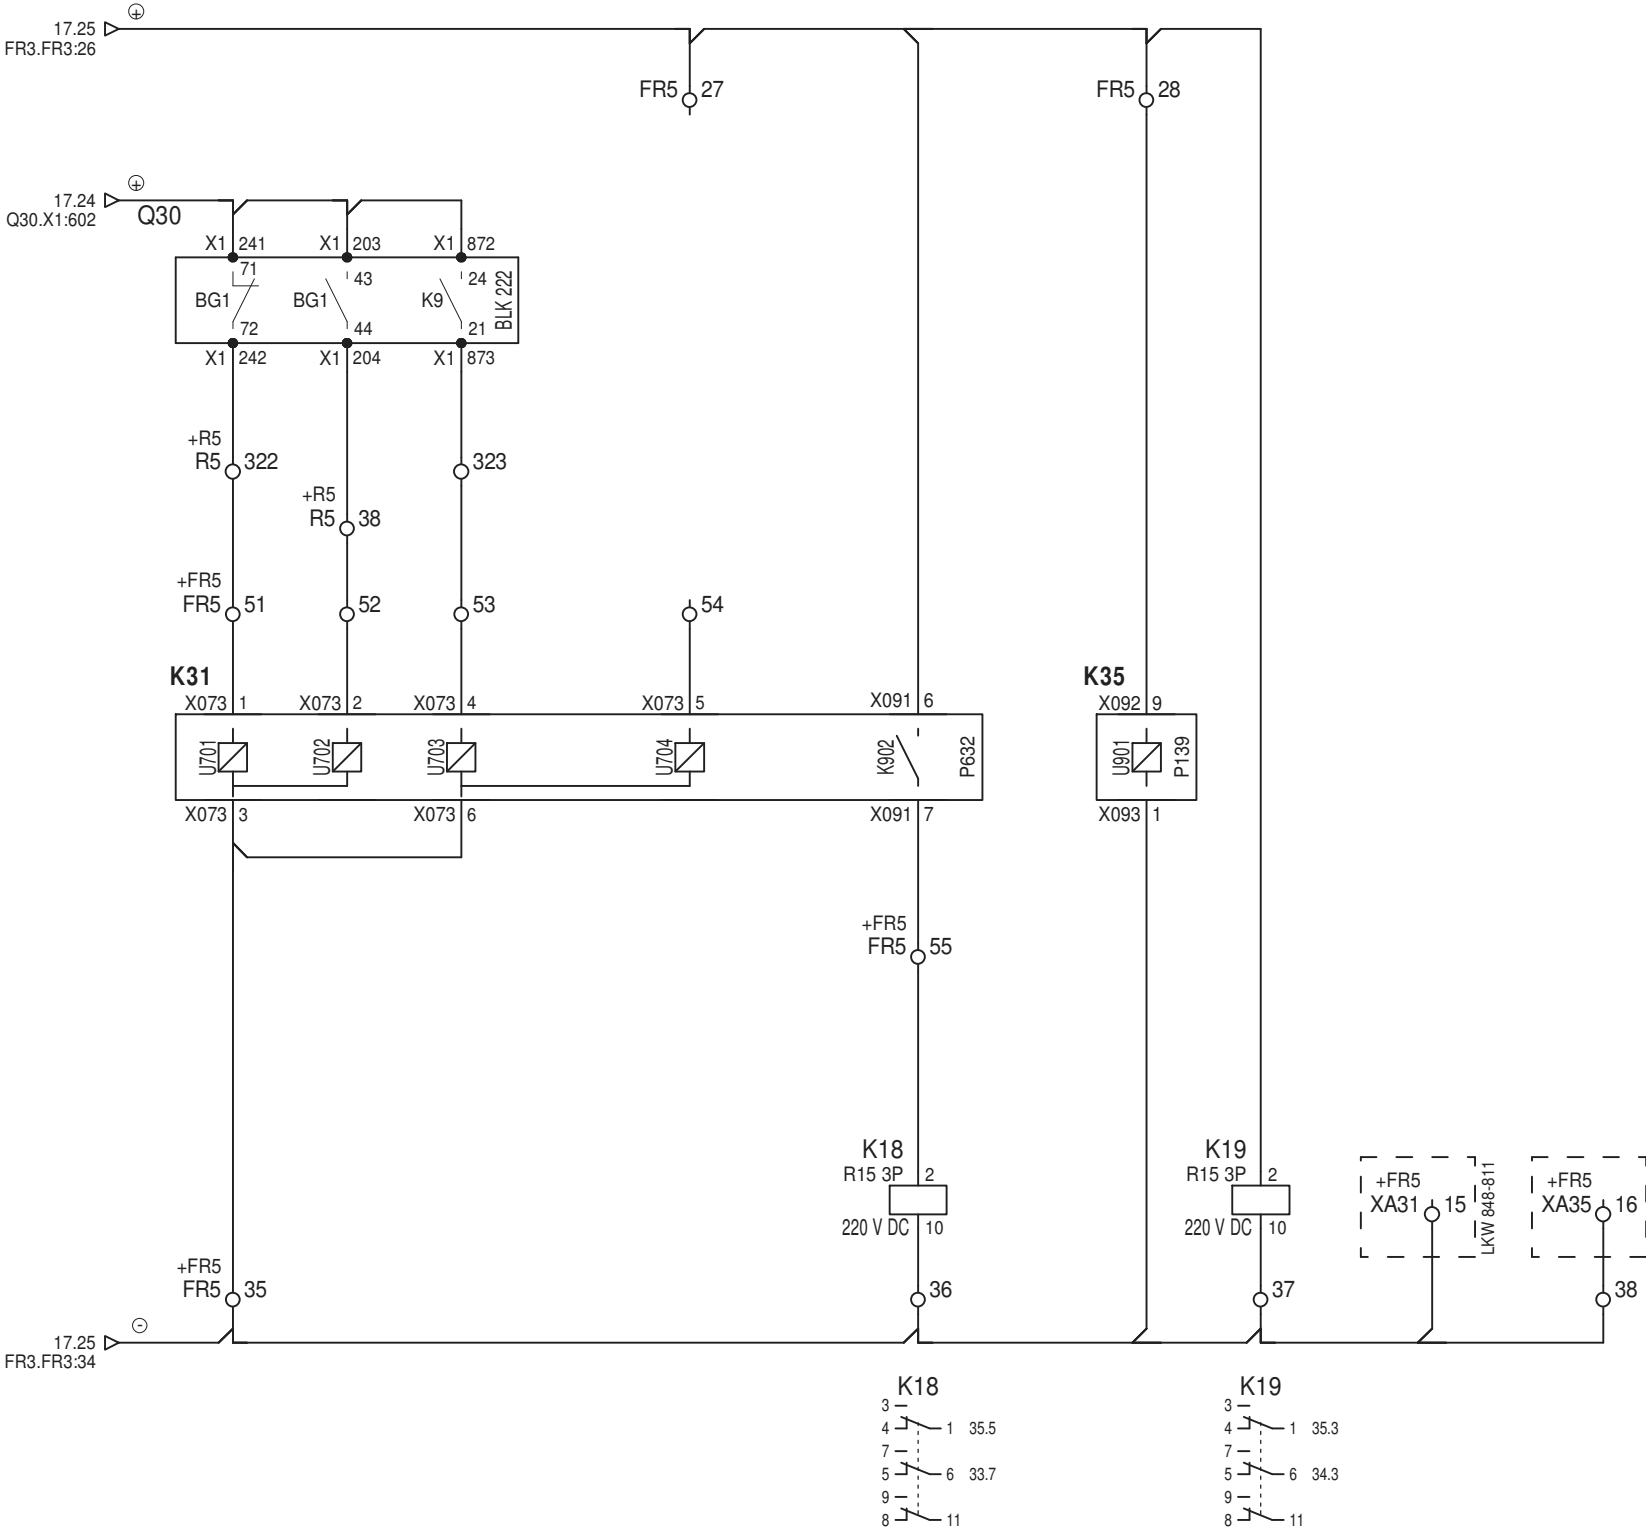 +
17.25
FR3.FR3:26
FR5 27
FR5 28
+
17.24
Q30.X1:602
Q30
X1 241 X1 203 X1 872
71 43 24
BG1 BG1 K9
72 44 21
BLK 222
X1 242 X1 204 X1 873
+R5
R5 322 323
+R5
R5 38
+FR5
FR5 51 52 53 54
K31 K35
X073 1 X073 2 X073 4 X073 5 X091 6 X092 9
U701 U702 U703 U704 K902 P632 U901 P139
X073 3 X073 6 X091 7 X093 1
+FR5
FR5 55
K18 K19
R15 3P 2 R15 3P 2
220 V DC 10 220 V DC 10
+FR5 +FR5
XA31 15 XA35 16
LKW 848-811
+FR5
FR5 35 36 37 38
-
17.25
FR3.FR3:34
K18 K19
3 3
4 1 35.5 4 1 35.3
7 7
5 6 33.7 5 6 34.3
9 9
8 11 8 11